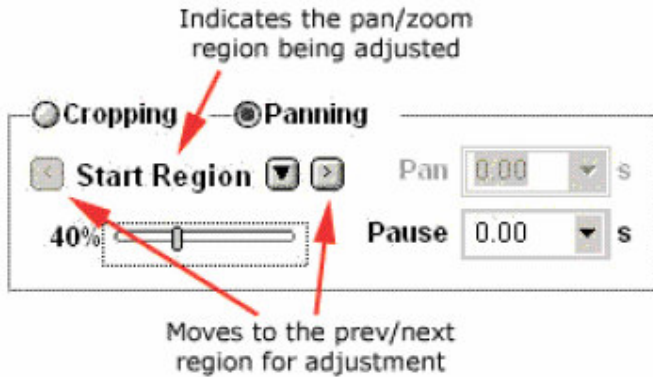 Indicates the pan/zoom
region being adjusted
Cropping Panning
< Start Region > Pan 0.00 s
40% Pause 0.00 s
Moves to the prev/next
region for adjustment